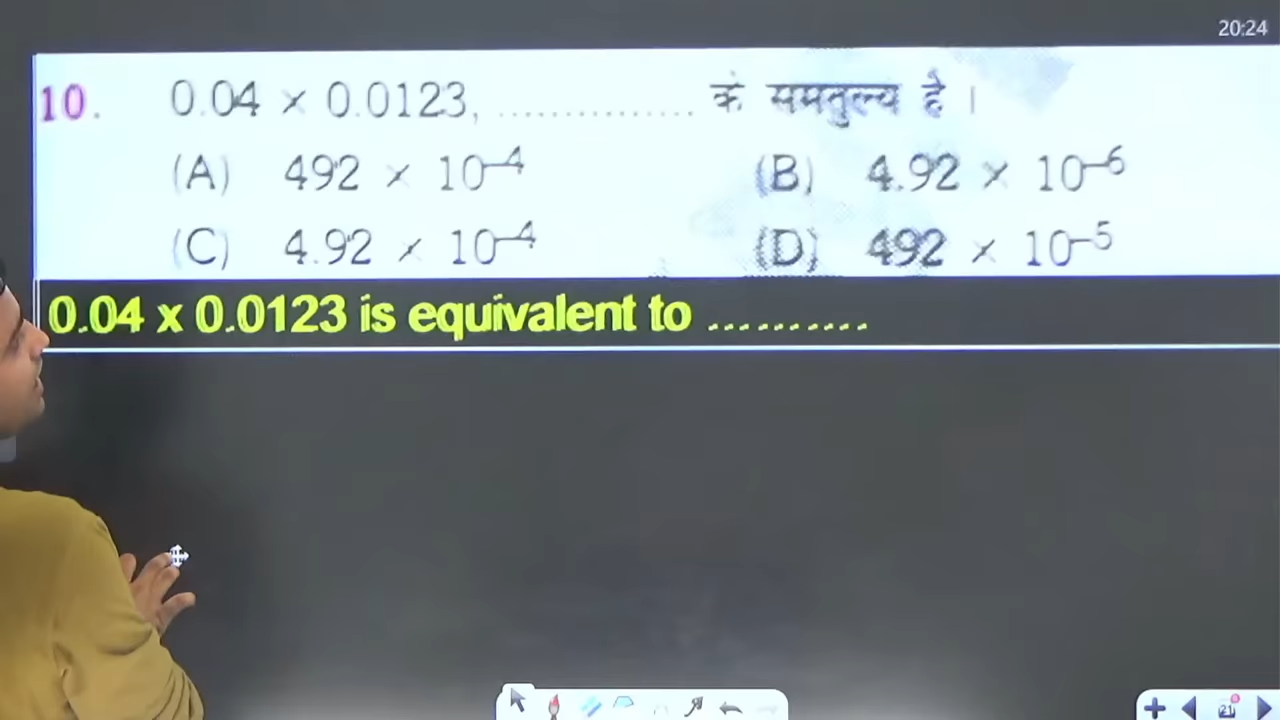 20:24
10. 0.04 × 0.0123, ............... के समतुल्य है ।
(A) 492 × 10–4 (B) 4.92 × 10–6
(C) 4.92 × 10–4 (D) 492 × 10–5
0.04 x 0.0123 is equivalent to ..........
21